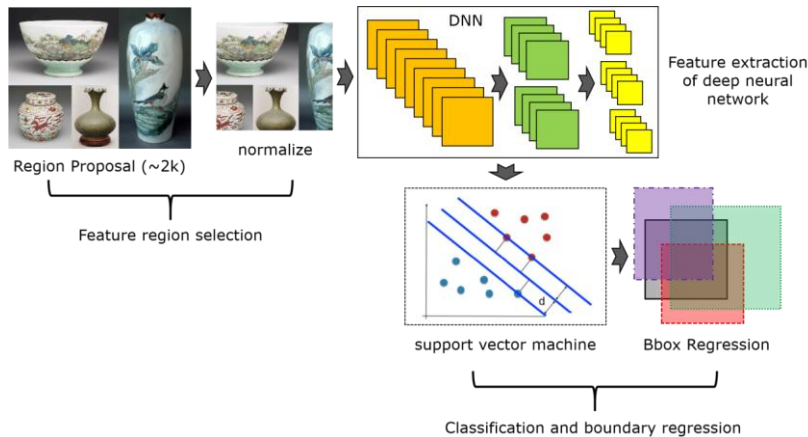 DNN
Feature extraction
of deep neural
network
Region Proposal (~2k)
normalize
Feature region selection
d
support vector machine
Bbox Regression
Classification and boundary regression